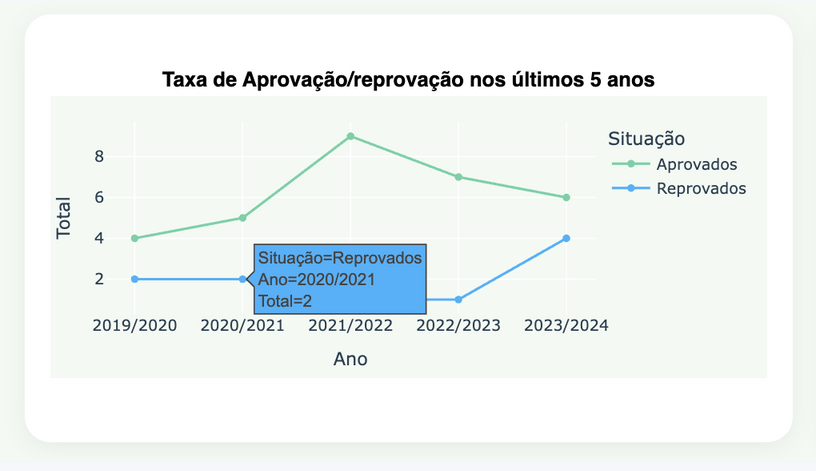 Taxa de Aprovação/reprovação nos últimos 5 anos
Situação
Aprovados
Reprovados
Total
8
6
4
2
Situação=Reprovados
Ano=2020/2021
Total=2
2019/2020 2020/2021 2021/2022 2022/2023 2023/2024
Ano